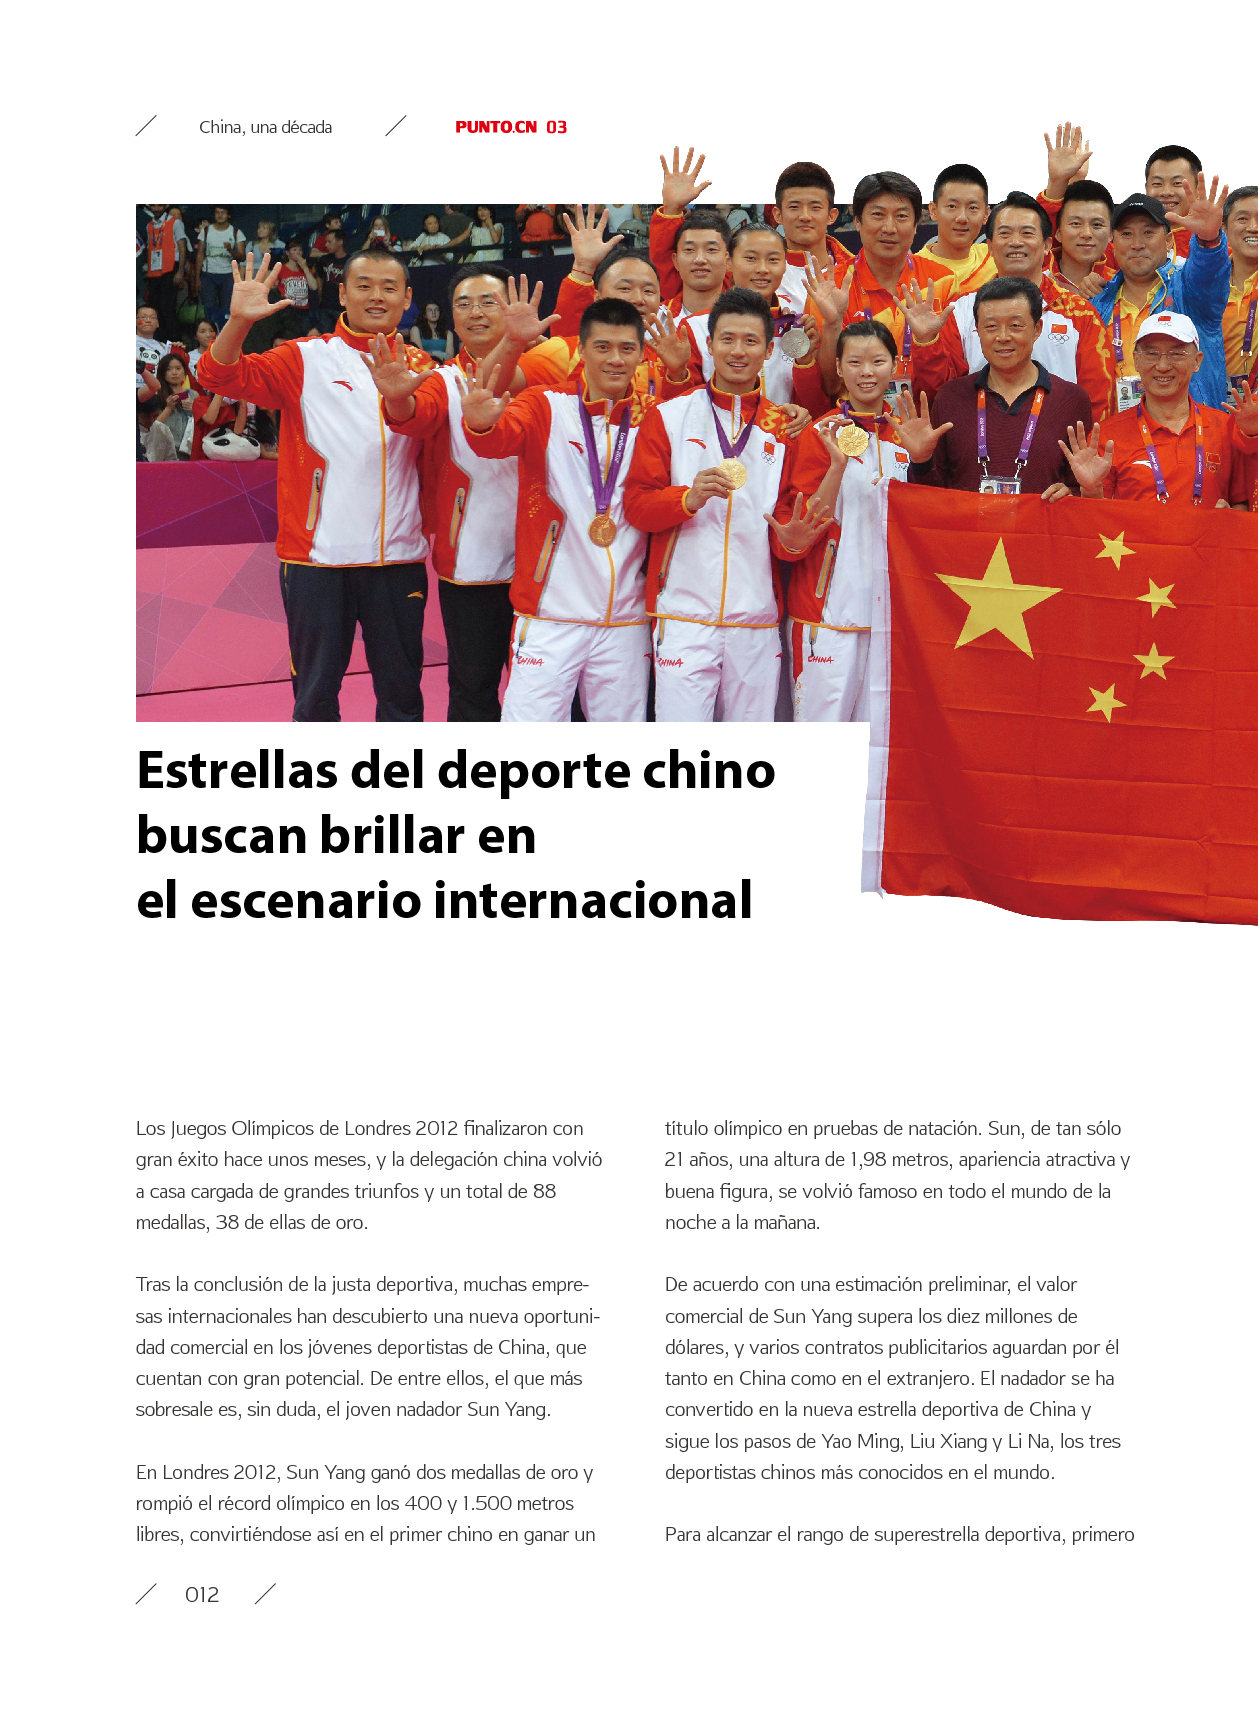 China, una década
PUNTO.CN 03
CHINA
CHINA
CHINA
Estrellas del deporte chino
buscan brillar en
el escenario internacional
Los Juegos Olímpicos de Londres 2012 finalizaron con
gran éxito hace unos meses, y la delegación china volvió
a casa cargada de grandes triunfos y un total de 88
medallas, 38 de ellas de oro.
Tras la conclusión de la justa deportiva, muchas empre-
sas internacionales han descubierto una nueva oportuni-
dad comercial en los jóvenes deportistas de China, que
cuentan con gran potencial. De entre ellos, el que más
sobresale es, sin duda, el joven nadador Sun Yang.
En Londres 2012, Sun Yang ganó dos medallas de oro y
rompió el récord olímpico en los 400 y 1.500 metros
libres, convirtiéndose así en el primer chino en ganar un
título olímpico en pruebas de natación. Sun, de tan sólo
21 años, una altura de 1,98 metros, apariencia atractiva y
buena figura, se volvió famoso en todo el mundo de la
noche a la mañana.
De acuerdo con una estimación preliminar, el valor
comercial de Sun Yang supera los diez millones de
dólares, y varios contratos publicitarios aguardan por él
tanto en China como en el extranjero. El nadador se ha
convertido en la nueva estrella deportiva de China y
sigue los pasos de Yao Ming, Liu Xiang y Li Na, los tres
deportistas chinos más conocidos en el mundo.
Para alcanzar el rango de superestrella deportiva, primero
012